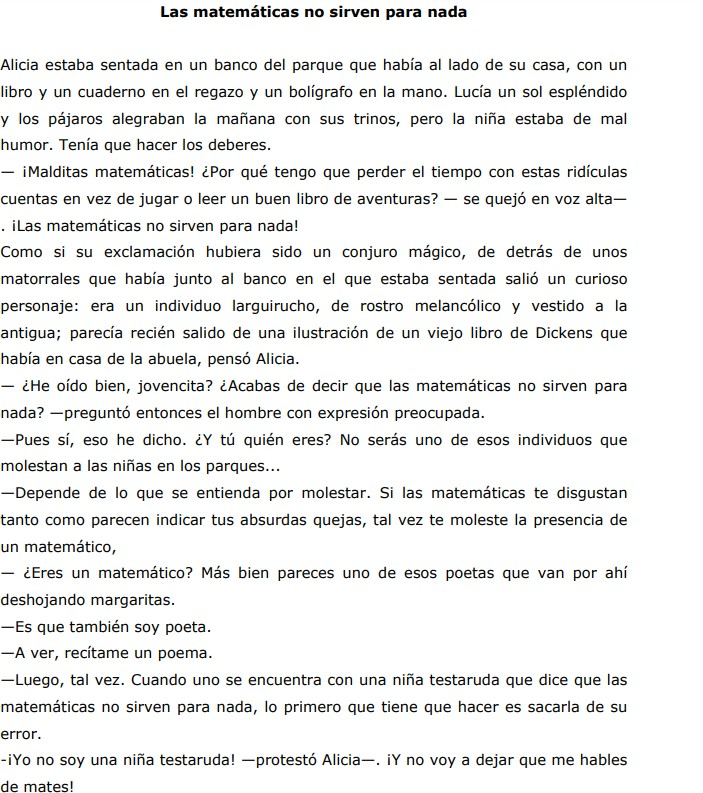 Las matemáticas no sirven para nada
Alicia estaba sentada en un banco del parque que había al lado de su casa, con un
libro y un cuaderno en el regazo y un bolígrafo en la mano. Lucía un sol espléndido
y los pájaros alegraban la mañana con sus trinos, pero la niña estaba de mal
humor. Tenía que hacer los deberes.
— ¡Malditas matemáticas! ¿Por qué tengo que perder el tiempo con estas ridículas
cuentas en vez de jugar o leer un buen libro de aventuras? — se quejó en voz alta—
. ¡Las matemáticas no sirven para nada!
Como si su exclamación hubiera sido un conjuro mágico, de detrás de unos
matorrales que había junto al banco en el que estaba sentada salió un curioso
personaje: era un individuo larguirucho, de rostro melancólico y vestido a la
antigua; parecía recién salido de una ilustración de un viejo libro de Dickens que
había en casa de la abuela, pensó Alicia.
— ¿He oído bien, jovencita? ¿Acabas de decir que las matemáticas no sirven para
nada? —preguntó entonces el hombre con expresión preocupada.
—Pues sí, eso he dicho. ¿Y tú quién eres? No serás uno de esos individuos que
molestan a las niñas en los parques...
—Depende de lo que se entienda por molestar. Si las matemáticas te disgustan
tanto como parecen indicar tus absurdas quejas, tal vez te moleste la presencia de
un matemático,
— ¿Eres un matemático? Más bien pareces uno de esos poetas que van por ahí
deshojando margaritas.
—Es que también soy poeta.
—A ver, recítame un poema.
—Luego, tal vez. Cuando uno se encuentra con una niña testaruda que dice que las
matemáticas no sirven para nada, lo primero que tiene que hacer es sacarla de su
error.
-¡Yo no soy una niña testaruda! —protestó Alicia—. ¡Y no voy a dejar que me hables
de mates!